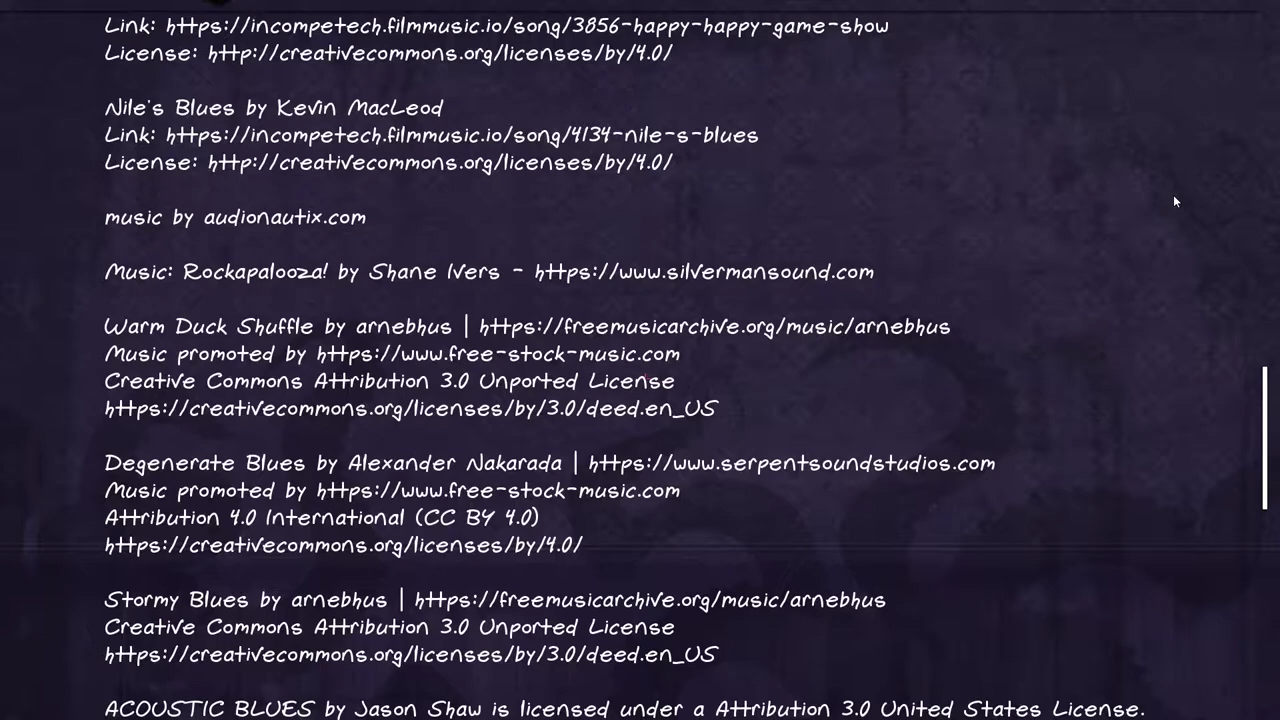 Link: https://incompetech.filmmusic.io/song/3856-happy-happy-game-show
License: http://creativecommons.org/licenses/by/4.0/
Nile's Blues by Kevin MacLeod
Link: https://incompetech.filmmusic.io/song/4134-nile-s-blues
License: http://creativecommons.org/licenses/by/4.0/
music by audionautix.com
Music: Rockapalooza! by Shane Ivers - https://www.silvermansound.com
Warm Duck Shuffle by arnebhus | https://freemusicarchive.org/music/arnebhus
Music promoted by https://www.free-stock-music.com
Creative Commons Attribution 3.0 Unported License
https://creativecommons.org/licenses/by/3.0/deed.en_US
Degenerate Blues by Alexander Nakarada | https://www.serpentsoundstudios.com
Music promoted by https://www.free-stock-music.com
Attribution 4.0 International (CC BY 4.0)
https://creativecommons.org/licenses/by/4.0/
Stormy Blues by arnebhus | https://freemusicarchive.org/music/arnebhus
Creative Commons Attribution 3.0 Unported License
https://creativecommons.org/licenses/by/3.0/deed.en_US
ACOUSTIC BLUES by Jason Shaw is licensed under a Attribution 3.0 United States License.